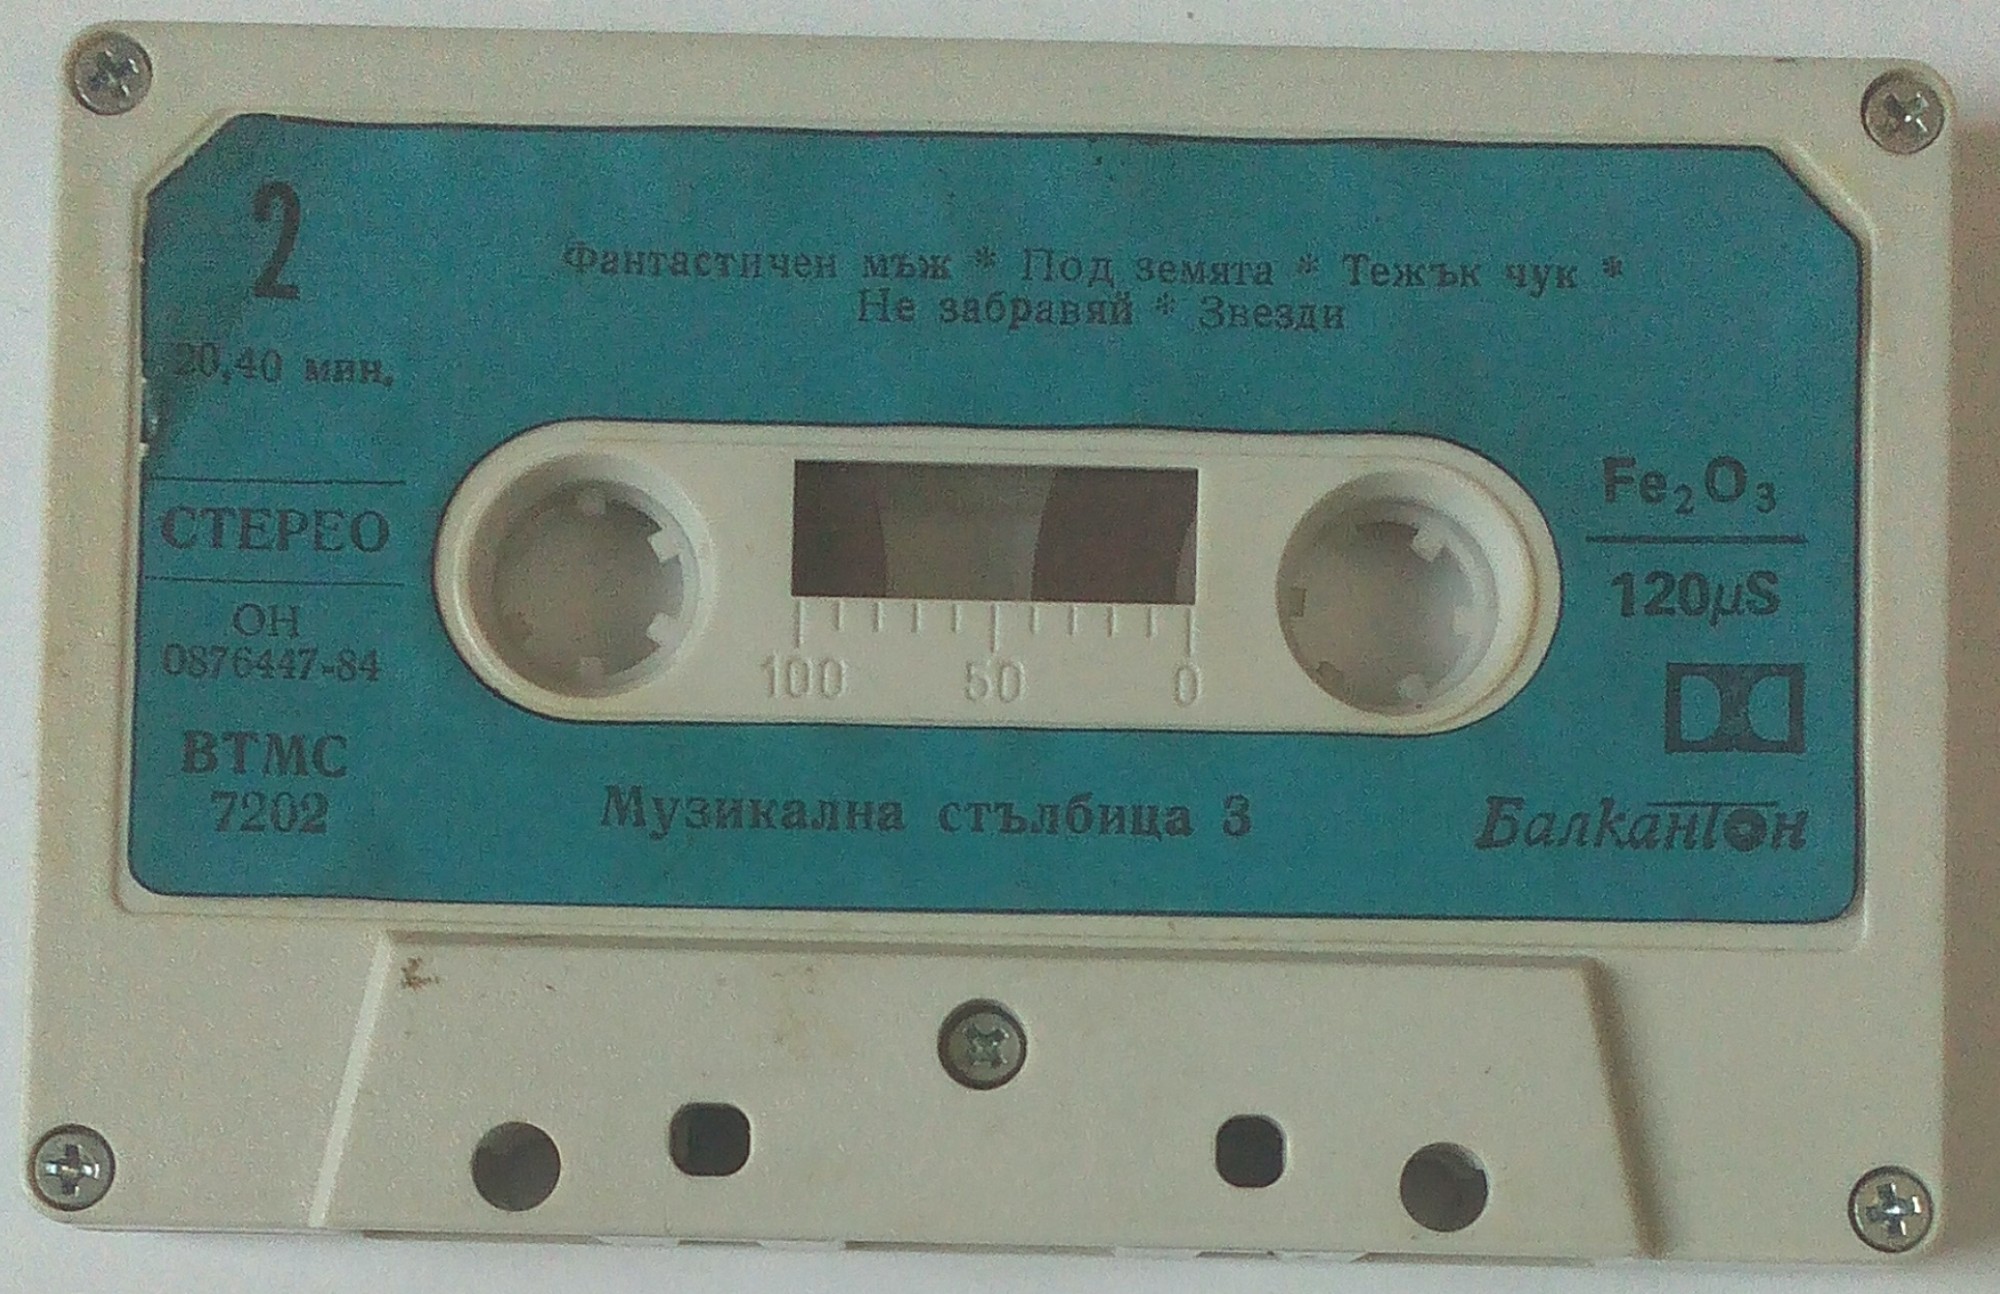 2
Фантастичен мъж * Под земята * Тежък чук *
Не забравяй * Звезди
20,40 мин.
СТЕРЕО
ОН
0876447-84
ВТМС
7202
100 50 0
Fe₂O₃
120µS
Музикална стълбица 3
Балкантон